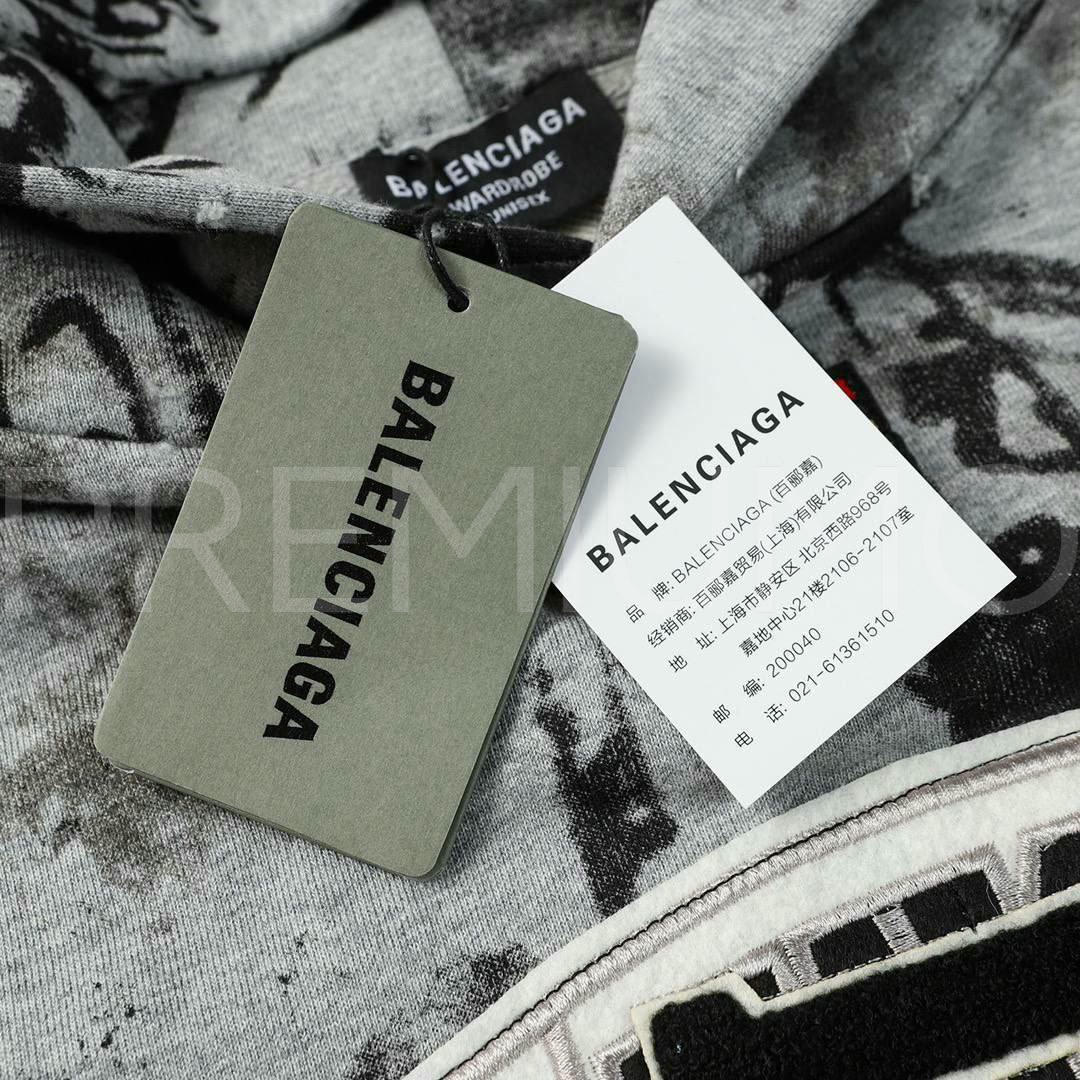 BALENCIAGA
WARDROBE
UNISEX
BALENCIAGA
BALENCIAGA
品 牌: BALENCIAGA (百郦嘉)
经销商: 百郦嘉贸易(上海)有限公司
地 址: 上海市静安区 北京西路968号
嘉地中心21楼2106-2107室
邮 编: 200040
电 话: 021-61361510